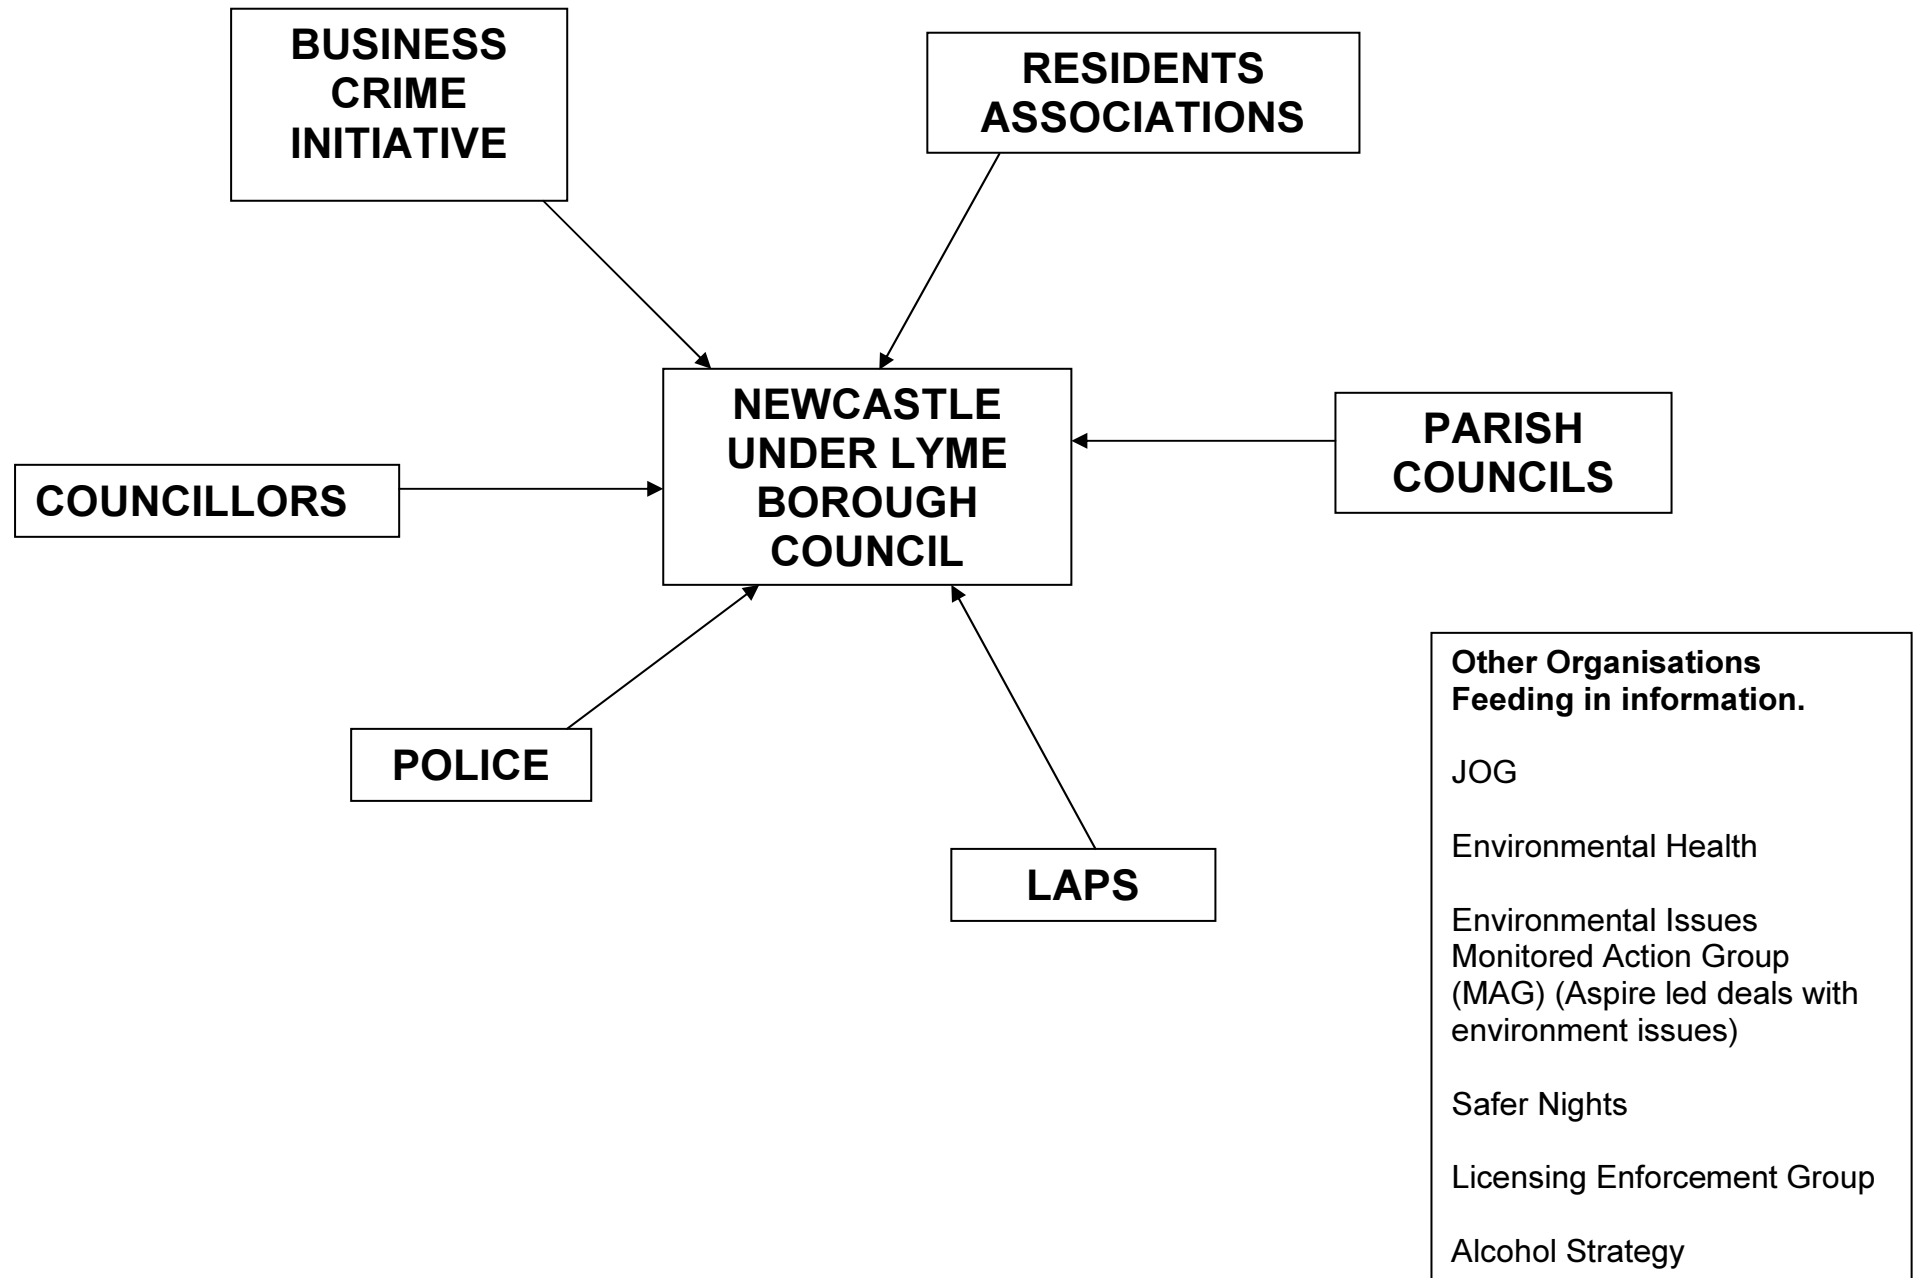 BUSINESS
CRIME
INITIATIVE
RESIDENTS
ASSOCIATIONS
NEWCASTLE
UNDER LYME
BOROUGH
COUNCIL
PARISH
COUNCILS
COUNCILLORS
POLICE
LAPS
Other Organisations
Feeding in information.
JOG
Environmental Health
Environmental Issues
Monitored Action Group
(MAG) (Aspire led deals with
environment issues)
Safer Nights
Licensing Enforcement Group
Alcohol Strategy